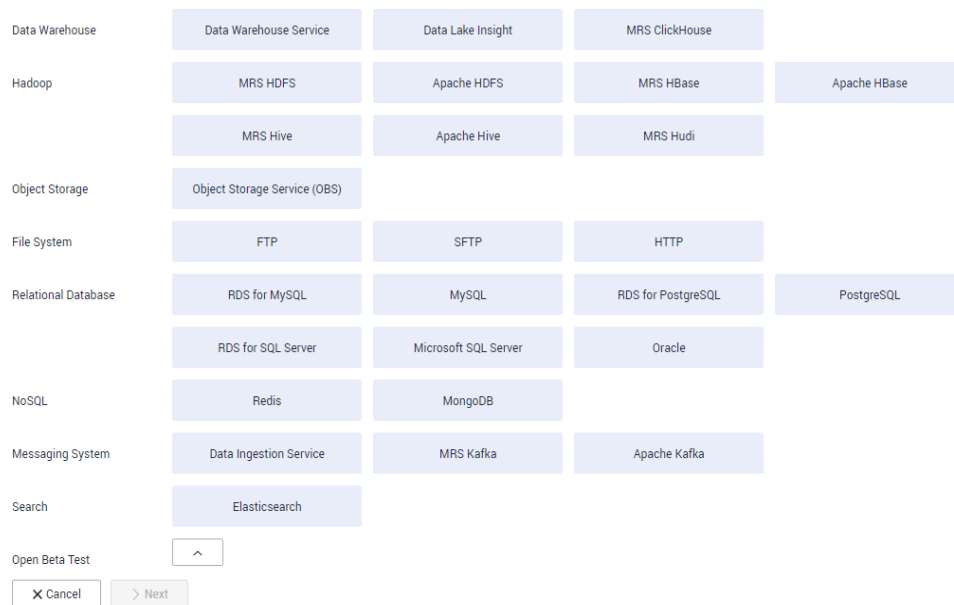 Data Warehouse Data Warehouse Service Data Lake Insight MRS ClickHouse
Hadoop MRS HDFS Apache HDFS MRS HBase Apache HBase
MRS Hive Apache Hive MRS Hudi
Object Storage Object Storage Service (OBS)
File System FTP SFTP HTTP
Relational Database RDS for MySQL MySQL RDS for PostgreSQL PostgreSQL
RDS for SQL Server Microsoft SQL Server Oracle
NoSQL Redis MongoDB
Messaging System Data Ingestion Service MRS Kafka Apache Kafka
Search Elasticsearch
Open Beta Test
Cancel Next